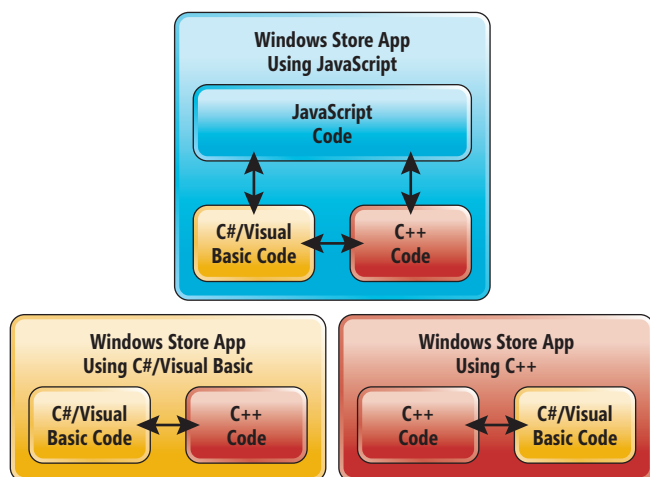 Windows Store App
Using JavaScript
JavaScript
Code
C#/Visual
Basic Code
C++
Code
Windows Store App
Using C#/Visual Basic
C#/Visual
Basic Code
C++
Code
Windows Store App
Using C++
C++
Code
C#/Visual
Basic Code